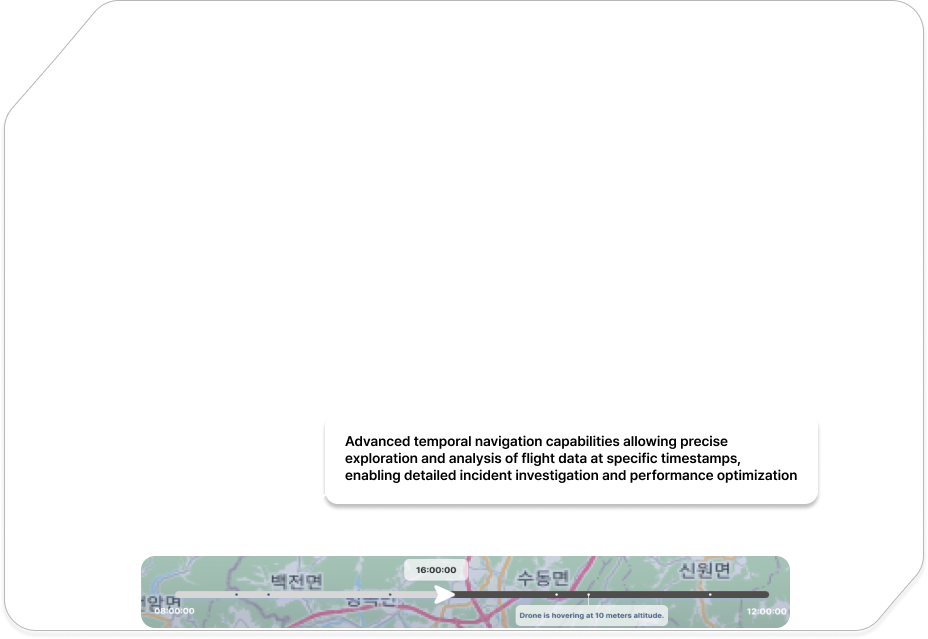 Advanced temporal navigation capabilities allowing precise
exploration and analysis of flight data at specific timestamps,
enabling detailed incident investigation and performance optimization
16:00:00
백전면
수동면
신원면
08:00:00
12:00:00
Drone is hovering at 10 meters altitude.